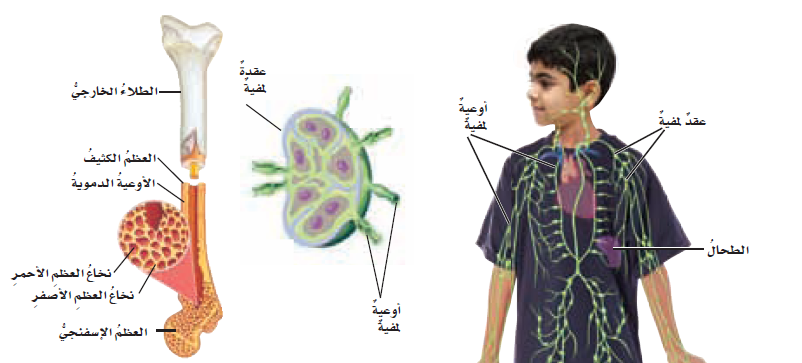 الطلاءُ الخارجيُّ
العظمُ الكثيفُ
الأوعيةُ الدمويةُ
نخاعُ العظمِ الأحمرِ
نخاعُ العظمِ الأصفرِ
العظمُ الإسفنجيُّ
عقدةٌ
لمفيةٌ
أوعيةٌ
لمفيةٌ
أوعيةٌ
لمفيةٌ
عقدٌ لمفيةٌ
الطحالُ